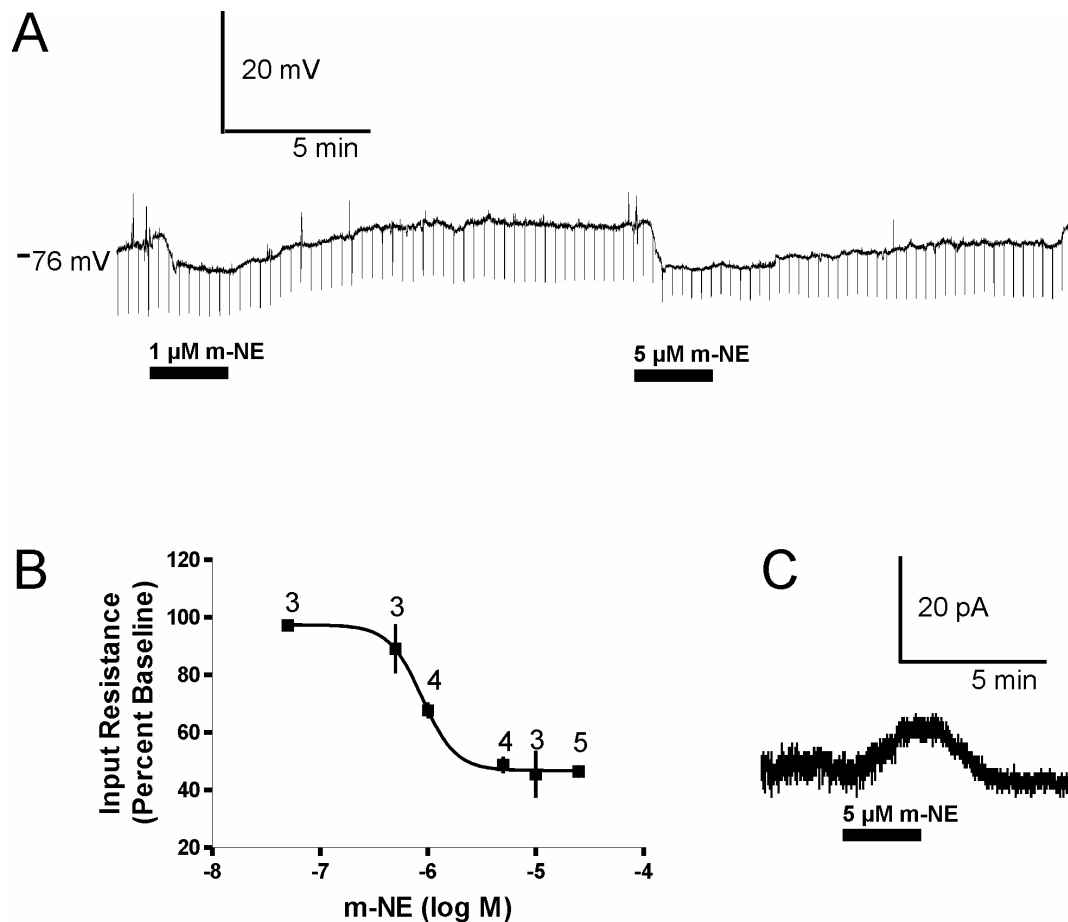 A
20 mV
5 min
-76 mV
1 µM m-NE
5 µM m-NE
B
Input Resistance
(Percent Baseline)
120
100
80
60
40
20
3
3
4
4
3
5
-8
-7
-6
-5
-4
m-NE (log M)
C
20 pA
5 min
5 µM m-NE